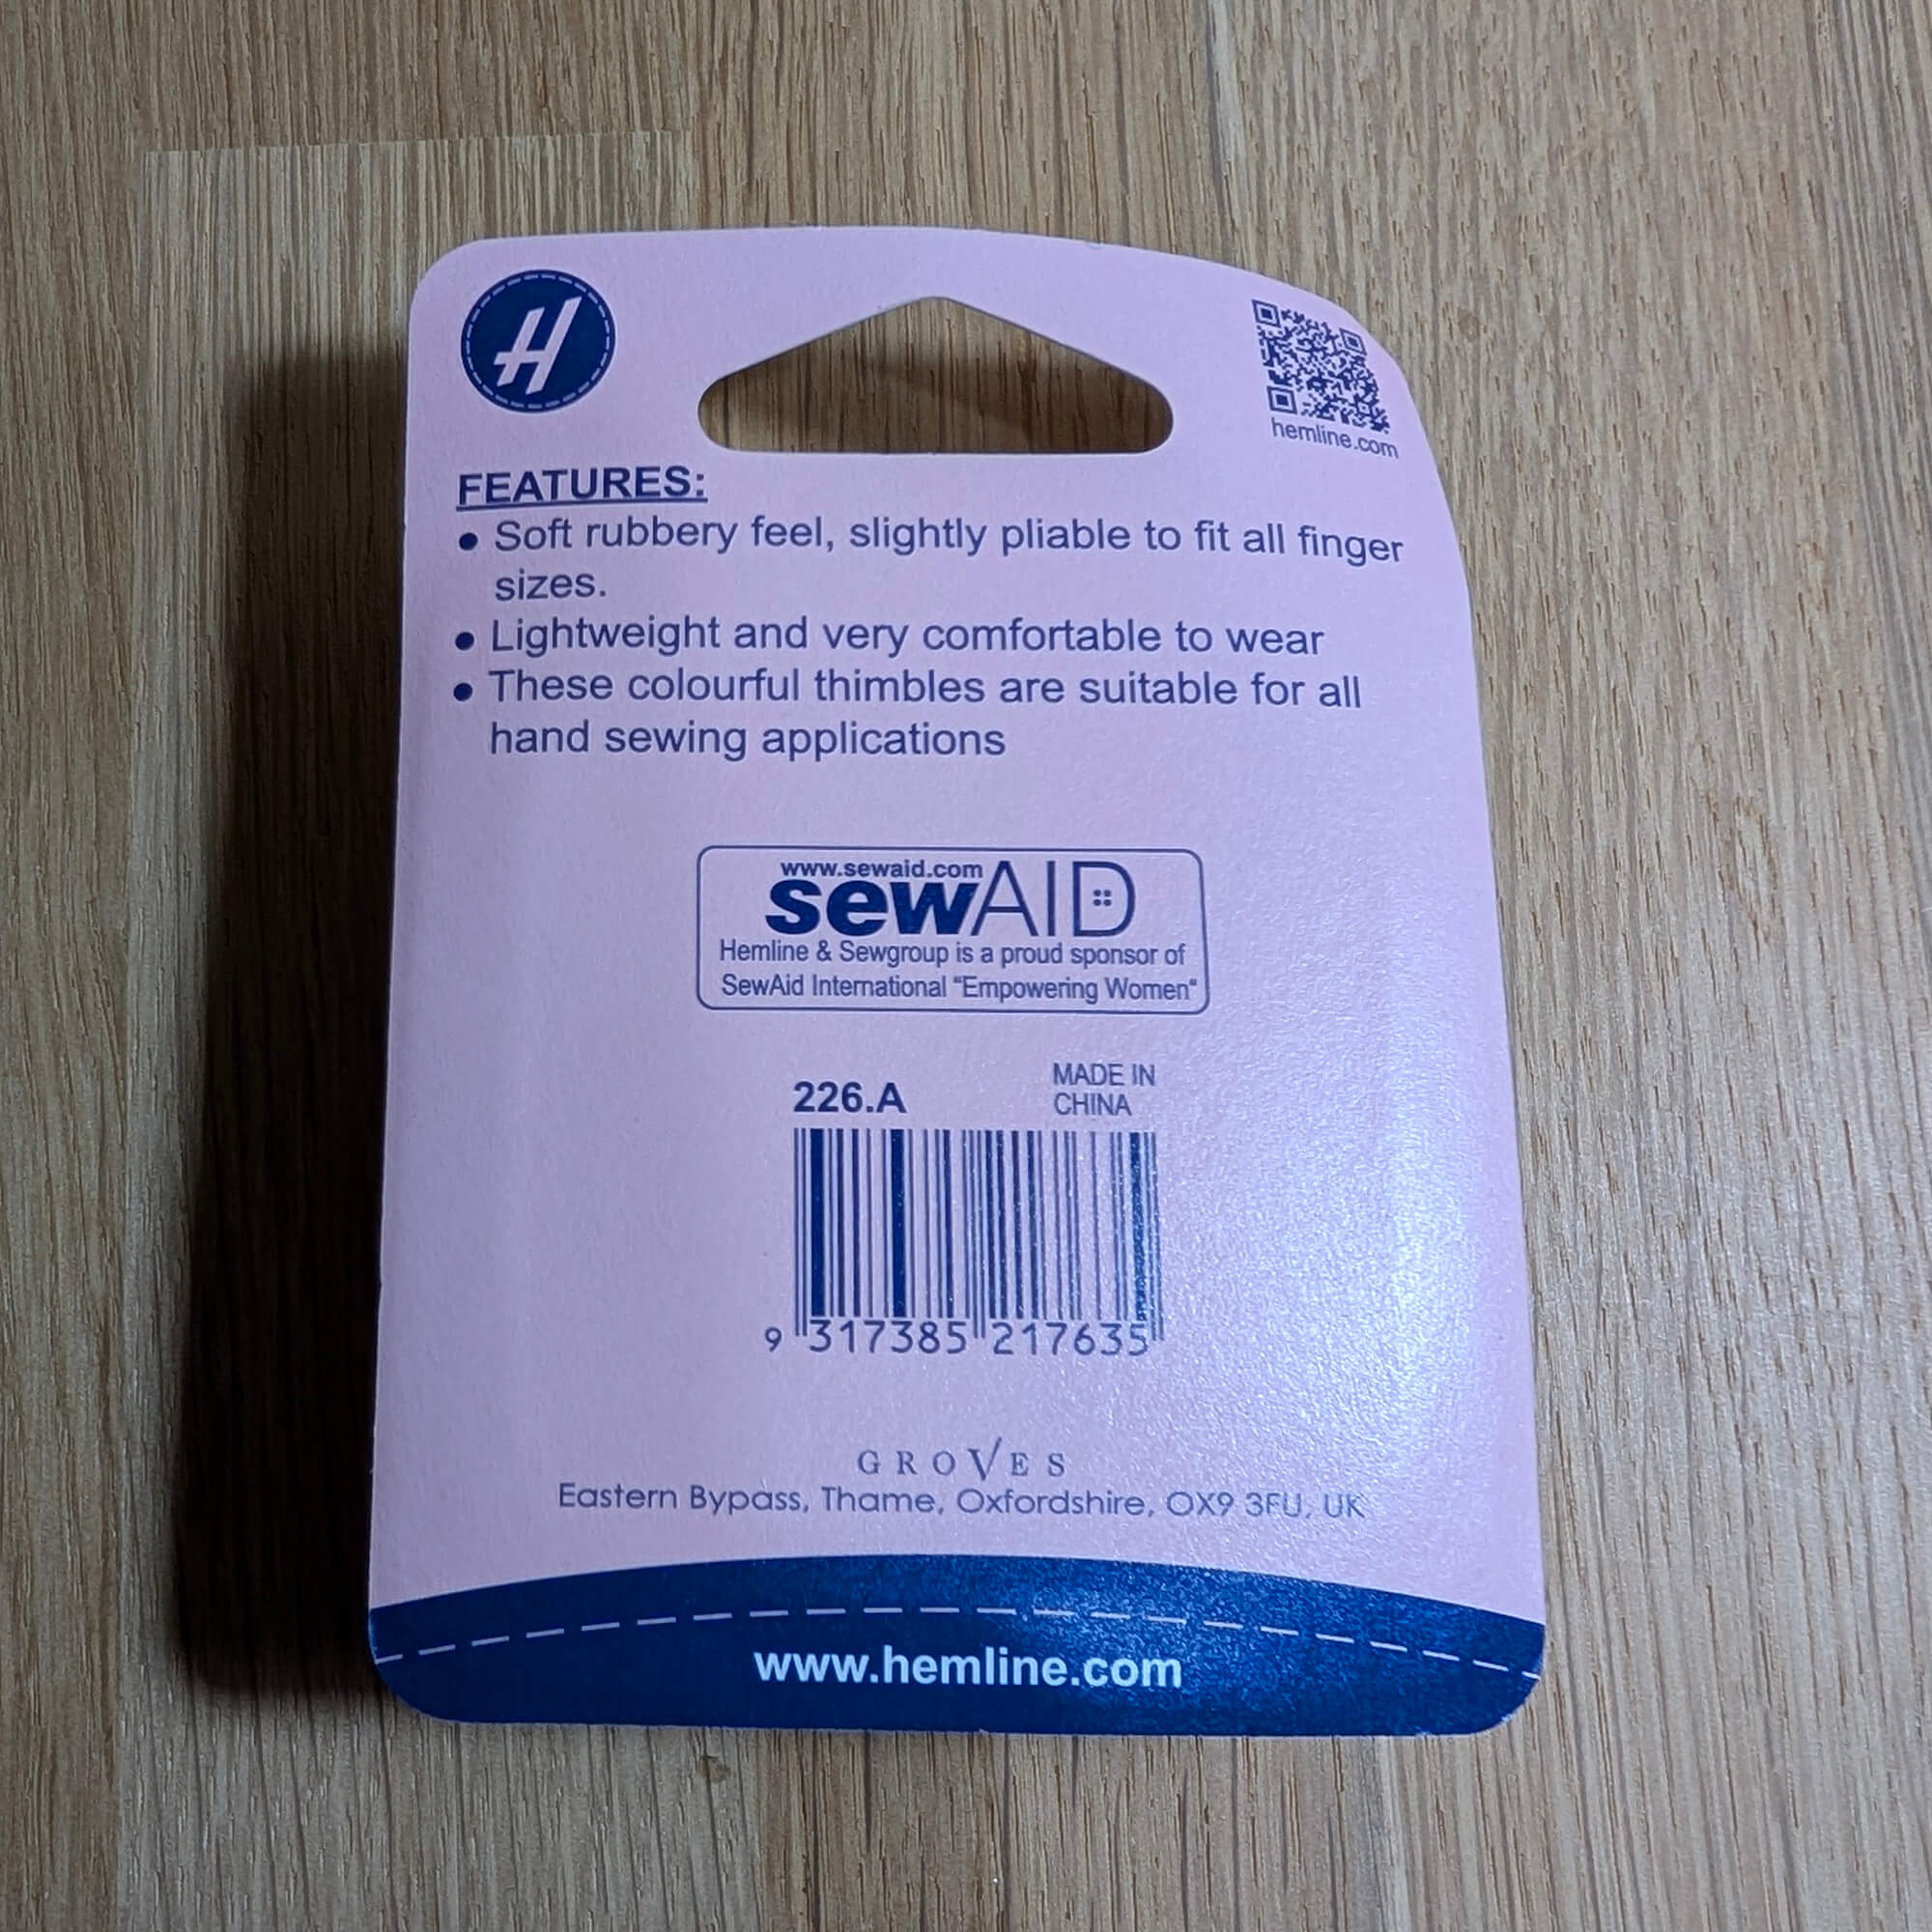 H
hemline.com
FEATURES:
• Soft rubbery feel, slightly pliable to fit all finger
sizes.
• Lightweight and very comfortable to wear
• These colourful thimbles are suitable for all
hand sewing applications
www.sewaid.com
sewAID
Hemline & Sewgroup is a proud sponsor of
SewAid International "Empowering Women"
226.A
MADE IN
CHINA
9 317385 217635
GROVES
Eastern Bypass, Thame, Oxfordshire, OX9 3FU, UK
www.hemline.com